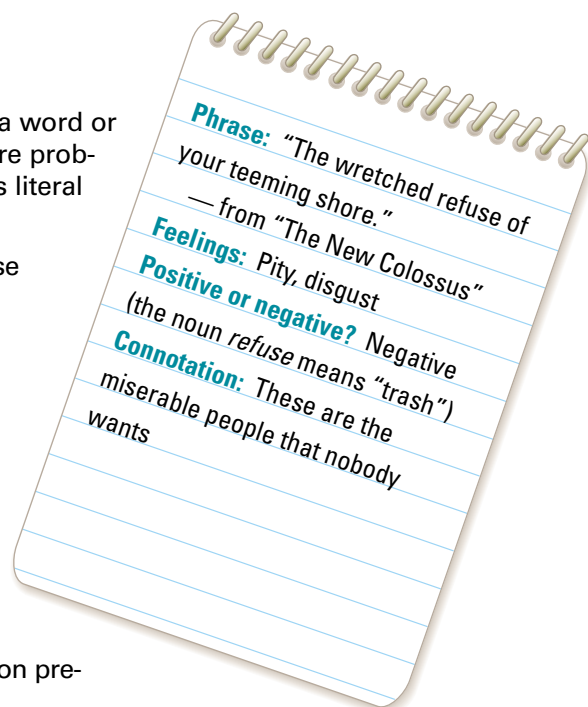 a word or
re prob-
s literal
se
on pre-
Phrase: "The wretched refuse of
your teeming shore."
— from "The New Colossus"
Feelings: Pity, disgust
Positive or negative? Negative
(the noun refuse means "trash")
Connotation: These are the
miserable people that nobody
wants